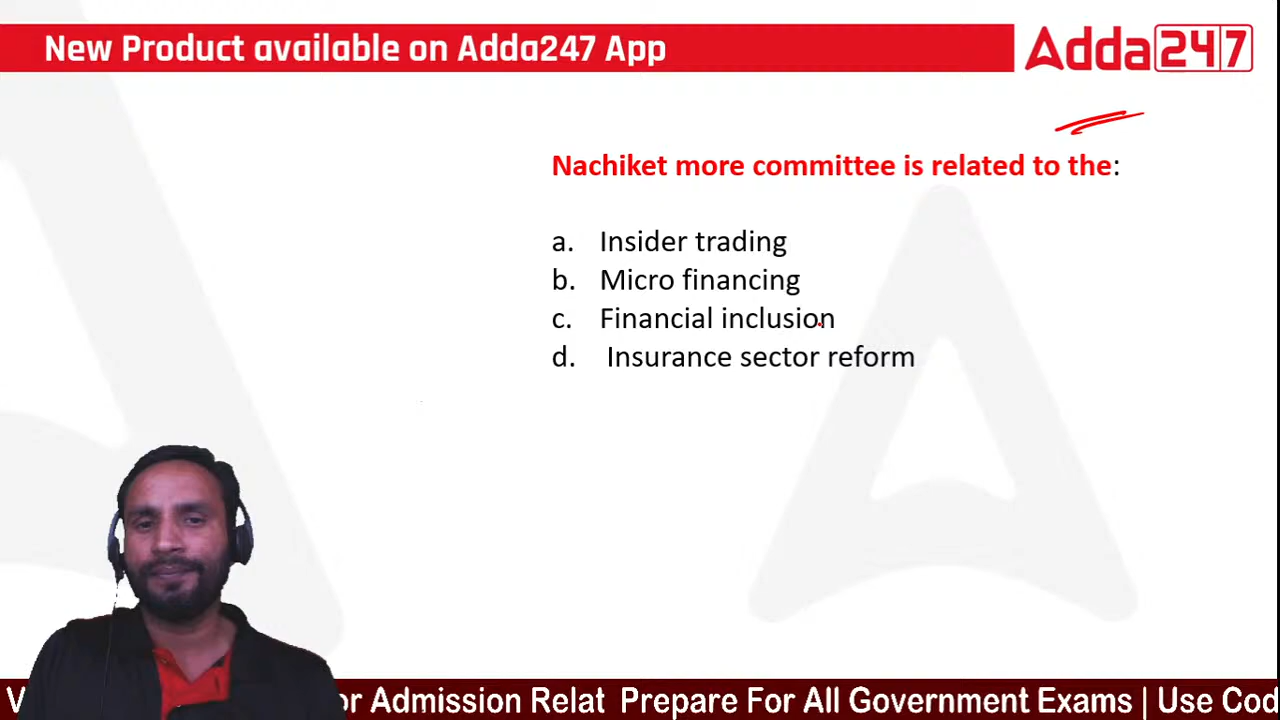 New Product available on Adda247 App
Adda247
Nachiket more committee is related to the:
a. Insider trading
b. Micro financing
c. Financial inclusion
d. Insurance sector reform
or Admission Relat Prepare For All Government Exams | Use Cod